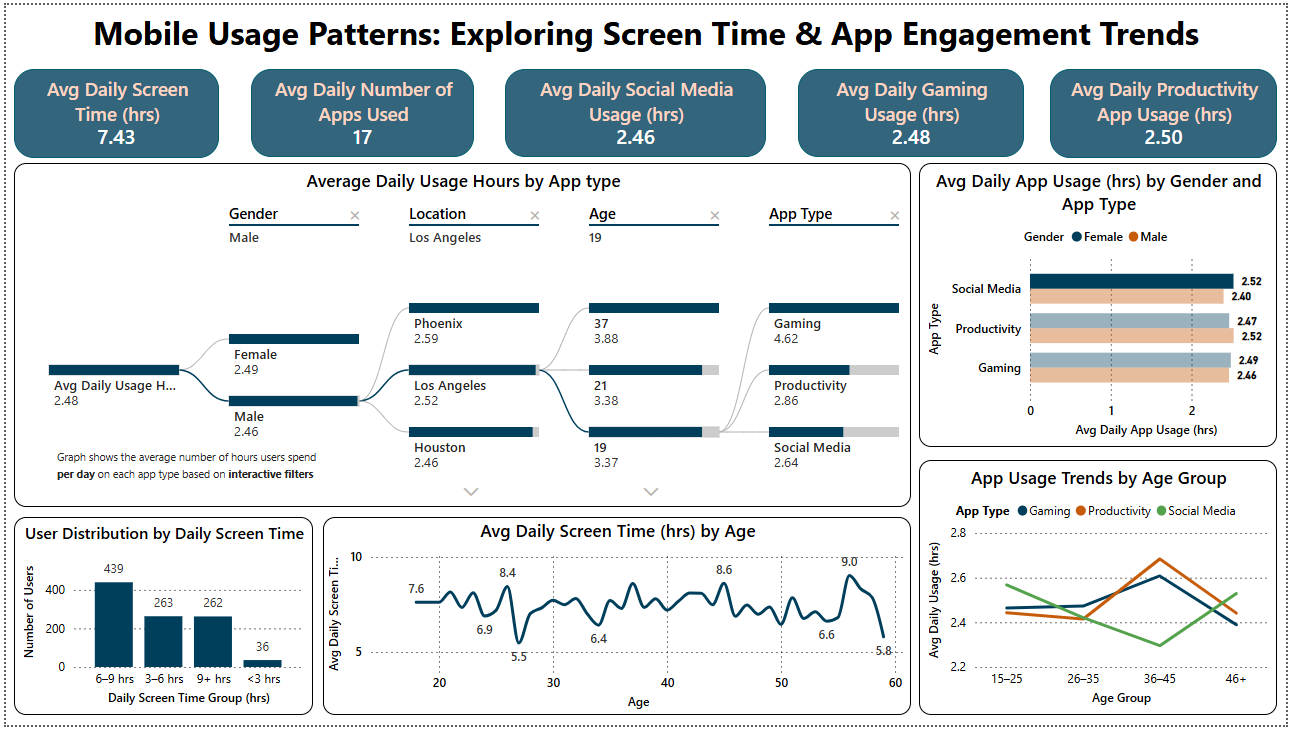 Mobile Usage Patterns: Exploring Screen Time & App Engagement Trends
Avg Daily Screen
Time (hrs)
7.43
Avg Daily Number of
Apps Used
17
Avg Daily Social Media
Usage (hrs)
2.46
Avg Daily Gaming
Usage (hrs)
2.48
Avg Daily Productivity
App Usage (hrs)
2.50
Average Daily Usage Hours by App type
Gender
Male
Location
Los Angeles
Age
19
App Type
Avg Daily Usage H...
2.48
Female
2.49
Male
2.46
Phoenix
2.59
Los Angeles
2.52
Houston
2.46
37
3.88
21
3.38
19
3.37
Gaming
4.62
Productivity
2.86
Social Media
2.64
Graph shows the average number of hours users spend
per day on each app type based on interactive filters
Avg Daily App Usage (hrs) by Gender and
App Type
Gender Female Male
App Type
Social Media
2.52
2.40
Productivity
2.47
2.52
Gaming
2.49
2.46
0 1 2
Avg Daily App Usage (hrs)
User Distribution by Daily Screen Time
Number of Users
400
200
0
439
263
262
36
6–9 hrs 3–6 hrs 9+ hrs <3 hrs
Daily Screen Time Group (hrs)
Avg Daily Screen Time (hrs) by Age
Avg Daily Screen Ti...
10
5
7.6
6.9
8.4
5.5
6.4
8.6
6.6
9.0
5.8
20 30 40 50 60
Age
App Usage Trends by Age Group
App Type Gaming Productivity Social Media
Avg Daily Usage (hrs)
2.8
2.6
2.4
2.2
15–25 26–35 36–45 46+
Age Group